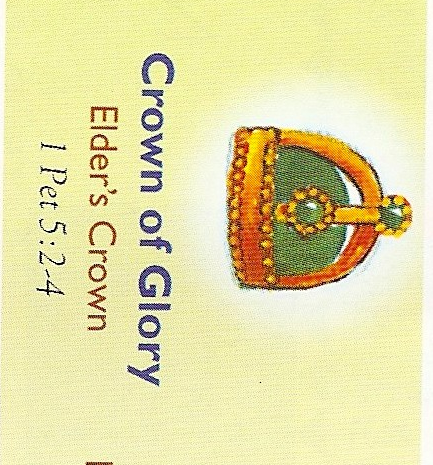 Crown of Glory
Elder's Crown
1 Pet 5:2-4